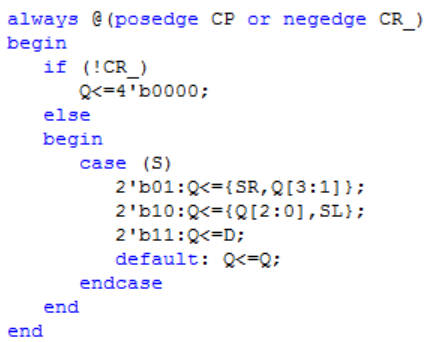 always @(posedge CP or negedge CR_)
begin
   if (!CR_)
      Q<=4'b0000;
   else
   begin
      case (S)
         2'b01:Q<={SR,Q[3:1]};
         2'b10:Q<={Q[2:0],SL};
         2'b11:Q<=D;
         default: Q<=Q;
      endcase
   end
end